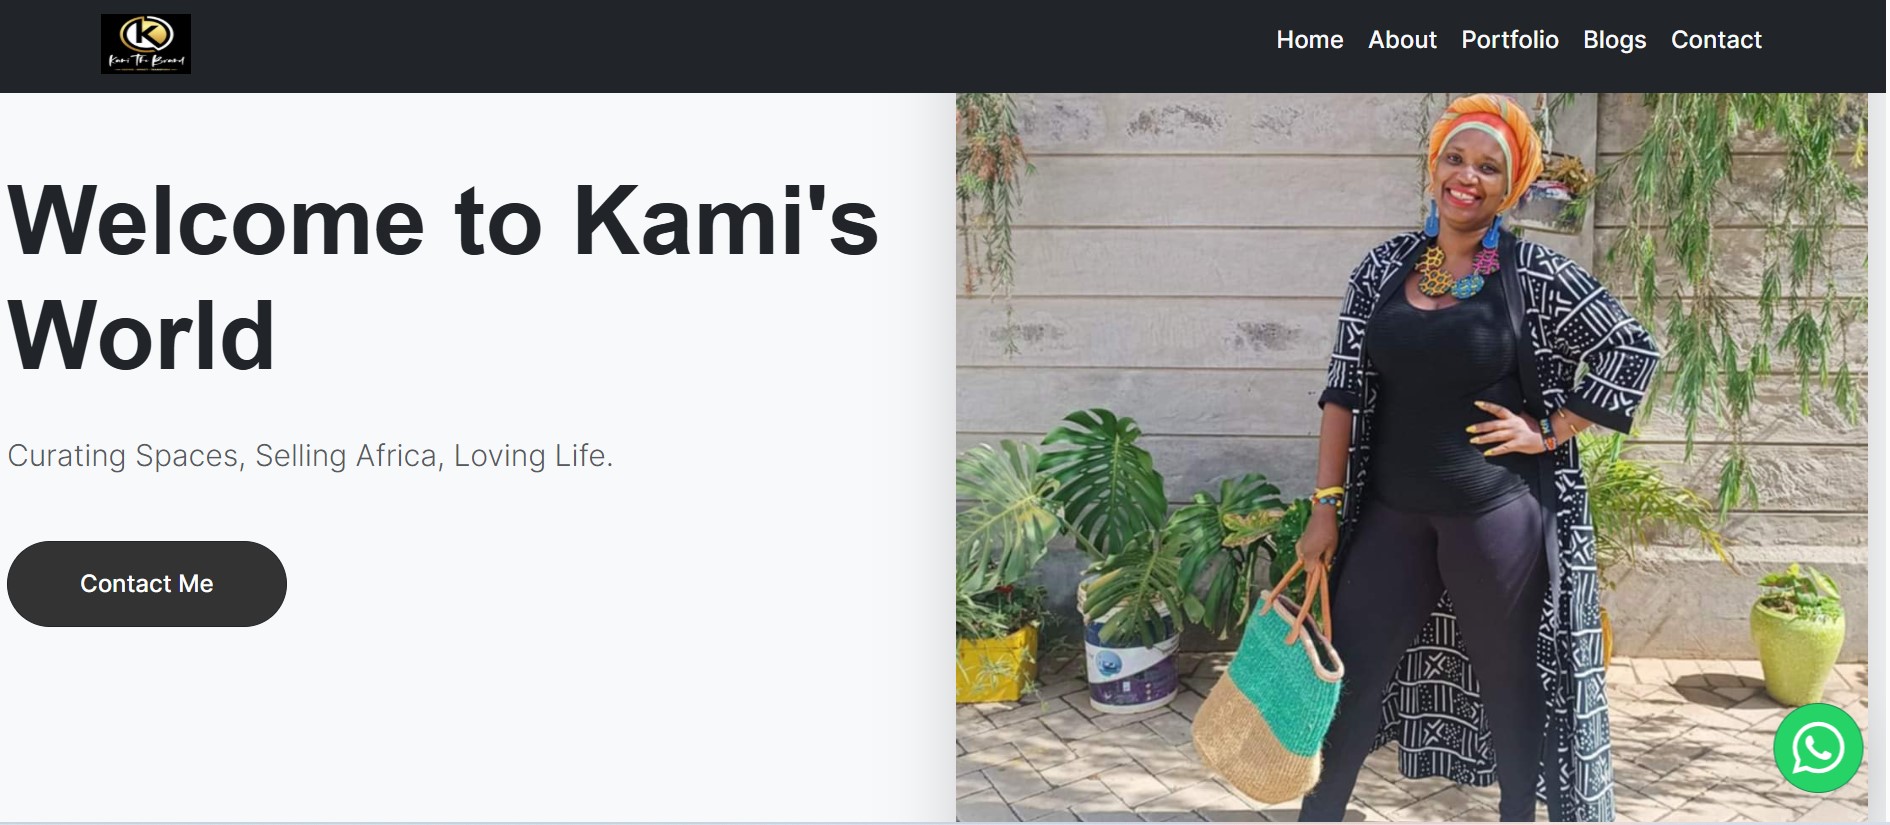 K
Kami The Brand
Home About Portfolio Blogs Contact
Welcome to Kami's
World
Curating Spaces, Selling Africa, Loving Life.
Contact Me